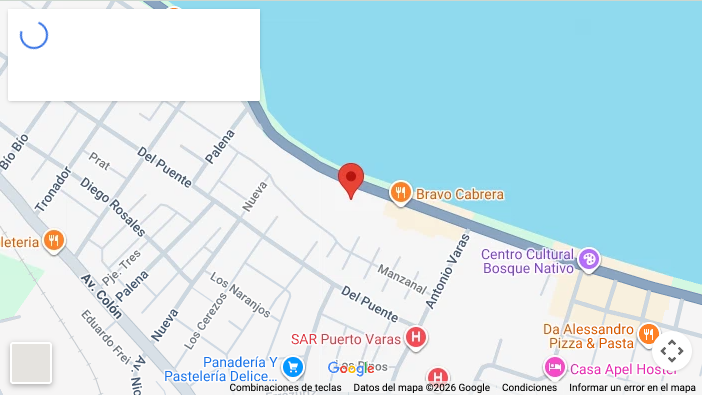 Bío Bío
Tronador
Prat
Del Puente
Palena
Diego Rosales
Nueva
Bravo Cabrera
leteria
Pje-Tres
Palena
Av. Colón
Nueva
Los Cerezos
Los Naranjos
Manzanal
Del Puente
Antonio Varas
Centro Cultural
Bosque Nativo
Eduardo Frei
Av. Nic
SAR Puerto Varas
Da Alessandro
Pizza & Pasta
Panadería Y
Pastelería Delice...
Casa Apel Hostel
Google
Combinaciones de teclas
Datos del mapa ©2026 Google
Condiciones
Informar un error en el mapa